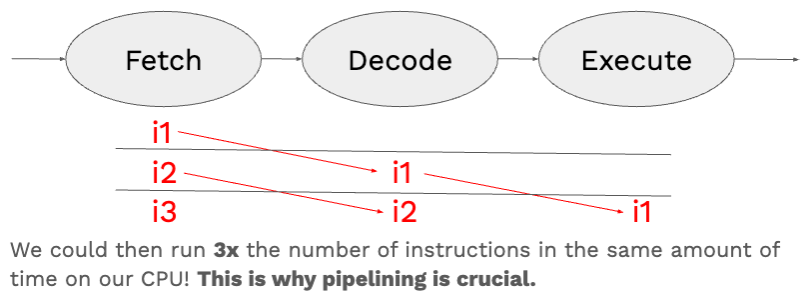 Fetch Decode Execute
i1
i2 i1
i3 i2 i1
We could then run 3x the number of instructions in the same amount of
time on our CPU! This is why pipelining is crucial.